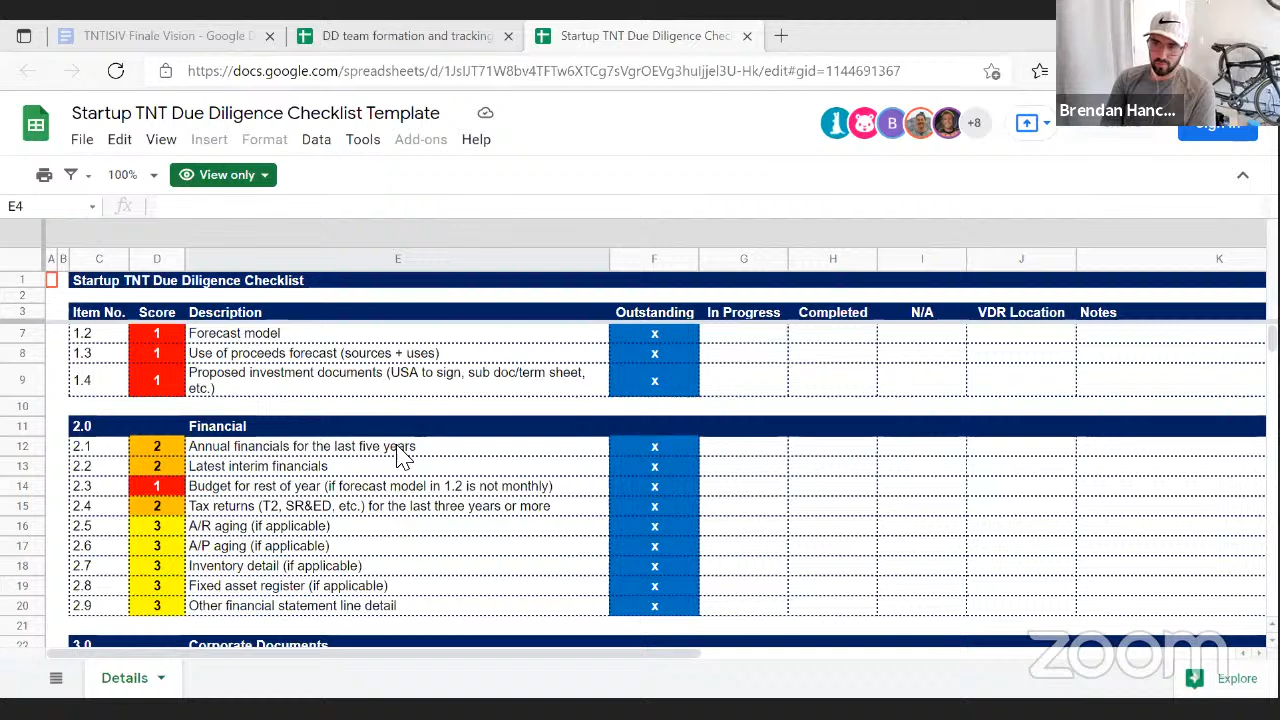 TNTISIV Finale Vision - Google D
DD team formation and tracking
Startup TNT Due Diligence Chec
https://docs.google.com/spreadsheets/d/1JsIJT71W8bv4TFTw6XTCg7sVgrOEVg3huljjel3U-Hk/edit#gid=1144691367
Brendan Hanc...
Startup TNT Due Diligence Checklist Template
B +8
File Edit View Insert Format Data Tools Add-ons Help
100% View only
E4 fx
A B C D E F G H I J K
1 Startup TNT Due Diligence Checklist
2
3 Item No. Score Description Outstanding In Progress Completed N/A VDR Location Notes
7 1.2 1 Forecast model x
8 1.3 1 Use of proceeds forecast (sources + uses) x
9 1.4 1 Proposed investment documents (USA to sign, sub doc/term sheet, etc.) x
10
11 2.0 Financial
12 2.1 2 Annual financials for the last five years x
13 2.2 2 Latest interim financials x
14 2.3 1 Budget for rest of year (if forecast model in 1.2 is not monthly) x
15 2.4 2 Tax returns (T2, SR&ED, etc.) for the last three years or more x
16 2.5 3 A/R aging (if applicable) x
17 2.6 3 A/P aging (if applicable) x
18 2.7 3 Inventory detail (if applicable) x
19 2.8 3 Fixed asset register (if applicable) x
20 2.9 3 Other financial statement line detail x
21
22 3.0 Corporate Documents
zoom
Details
Explore